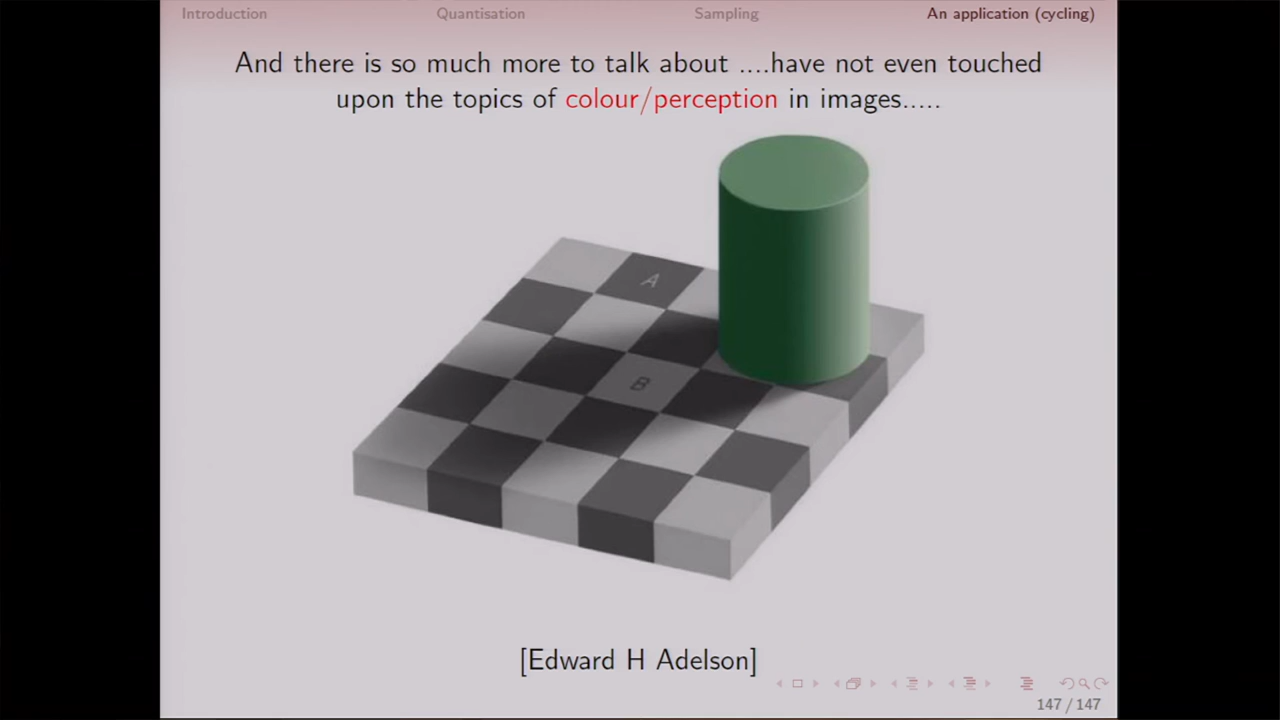 Introduction Quantisation Sampling An application (cycling)
And there is so much more to talk about ....have not even touched
upon the topics of colour/perception in images.....
A
B
[Edward H Adelson]
147 / 147